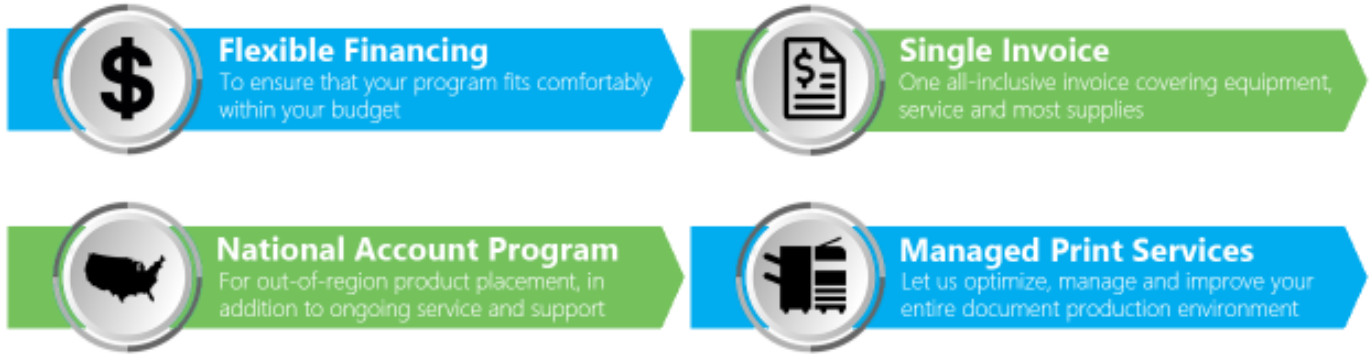 Flexible Financing
To ensure that your program fits comfortably
within your budget
Single Invoice
One all-inclusive invoice covering equipment,
service and most supplies
National Account Program
For out-of-region product placement, in
addition to ongoing service and support
Managed Print Services
Let us optimize, manage and improve your
entire document production environment